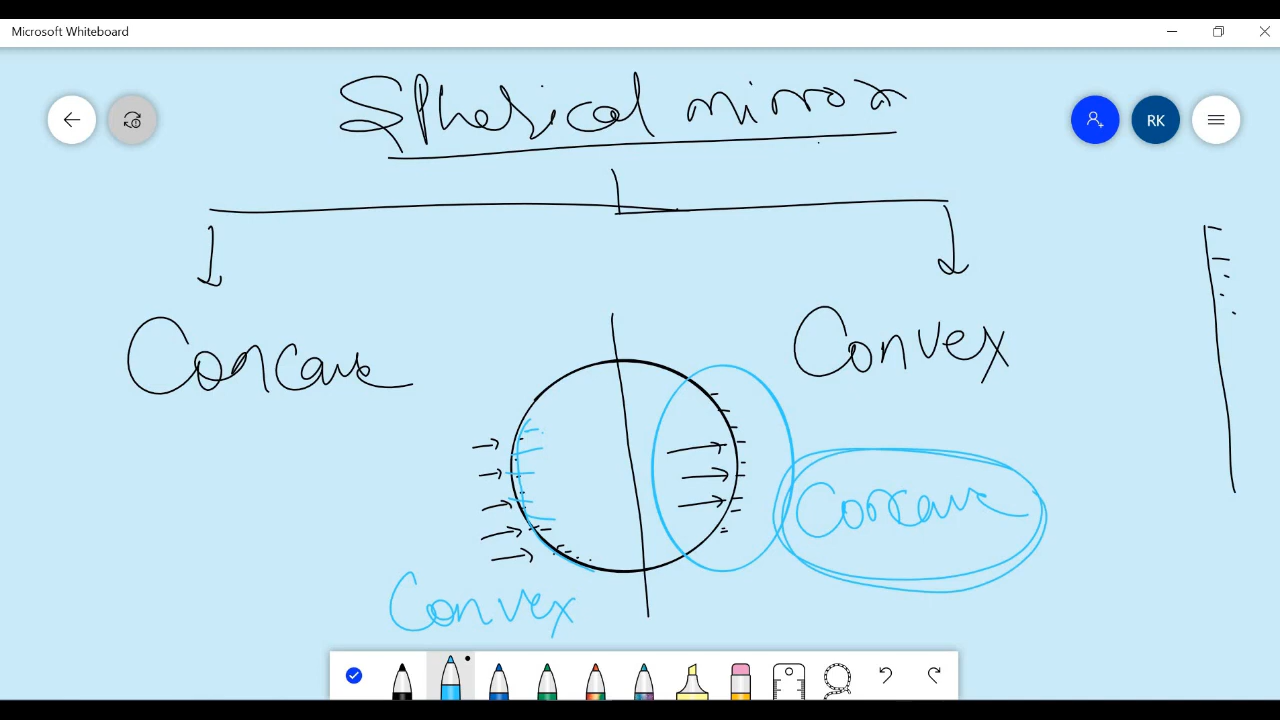 Microsoft Whiteboard
Spherical mirror
RK
Concave
Convex
Concave
Convex